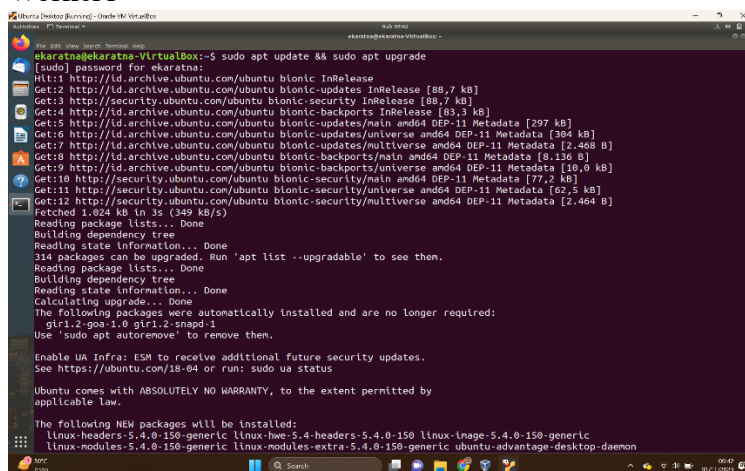 Ubuntu Desktop [Running] - Oracle VM VirtualBox
Activities Terminal
Rab 09:42
ekaratna@ekaratna-VirtualBox: ~
File Edit View Search Terminal Help
ekaratna@ekaratna-VirtualBox:~$ sudo apt update && sudo apt upgrade
[sudo] password for ekaratna:
Hit:1 http://id.archive.ubuntu.com/ubuntu bionic InRelease
Get:2 http://id.archive.ubuntu.com/ubuntu bionic-updates InRelease [88,7 kB]
Get:3 http://security.ubuntu.com/ubuntu bionic-security InRelease [88,7 kB]
Get:4 http://id.archive.ubuntu.com/ubuntu bionic-backports InRelease [83,3 kB]
Get:5 http://id.archive.ubuntu.com/ubuntu bionic-updates/main amd64 DEP-11 Metadata [297 kB]
Get:6 http://id.archive.ubuntu.com/ubuntu bionic-updates/universe amd64 DEP-11 Metadata [304 kB]
Get:7 http://id.archive.ubuntu.com/ubuntu bionic-updates/multiverse amd64 DEP-11 Metadata [2.468 B]
Get:8 http://id.archive.ubuntu.com/ubuntu bionic-backports/main amd64 DEP-11 Metadata [8.136 B]
Get:9 http://id.archive.ubuntu.com/ubuntu bionic-backports/universe amd64 DEP-11 Metadata [10,0 kB]
Get:10 http://security.ubuntu.com/ubuntu bionic-security/main amd64 DEP-11 Metadata [77,2 kB]
Get:11 http://security.ubuntu.com/ubuntu bionic-security/universe amd64 DEP-11 Metadata [62,5 kB]
Get:12 http://security.ubuntu.com/ubuntu bionic-security/multiverse amd64 DEP-11 Metadata [2.464 B]
Fetched 1.024 kB in 3s (349 kB/s)
Reading package lists... Done
Building dependency tree
Reading state information... Done
314 packages can be upgraded. Run 'apt list --upgradable' to see them.
Reading package lists... Done
Building dependency tree
Reading state information... Done
Calculating upgrade... Done
The following packages were automatically installed and are no longer required:
gir1.2-goa-1.0 gir1.2-snapd-1
Use 'sudo apt autoremove' to remove them.
Enable UA Infra: ESM to receive additional future security updates.
See https://ubuntu.com/18-04 or run: sudo ua status
Ubuntu comes with ABSOLUTELY NO WARRANTY, to the extent permitted by
applicable law.
The following NEW packages will be installed:
linux-headers-5.4.0-150-generic linux-hwe-5.4-headers-5.4.0-150 linux-image-5.4.0-150-generic
linux-modules-5.4.0-150-generic linux-modules-extra-5.4.0-150-generic ubuntu-advantage-desktop-daemon
Search